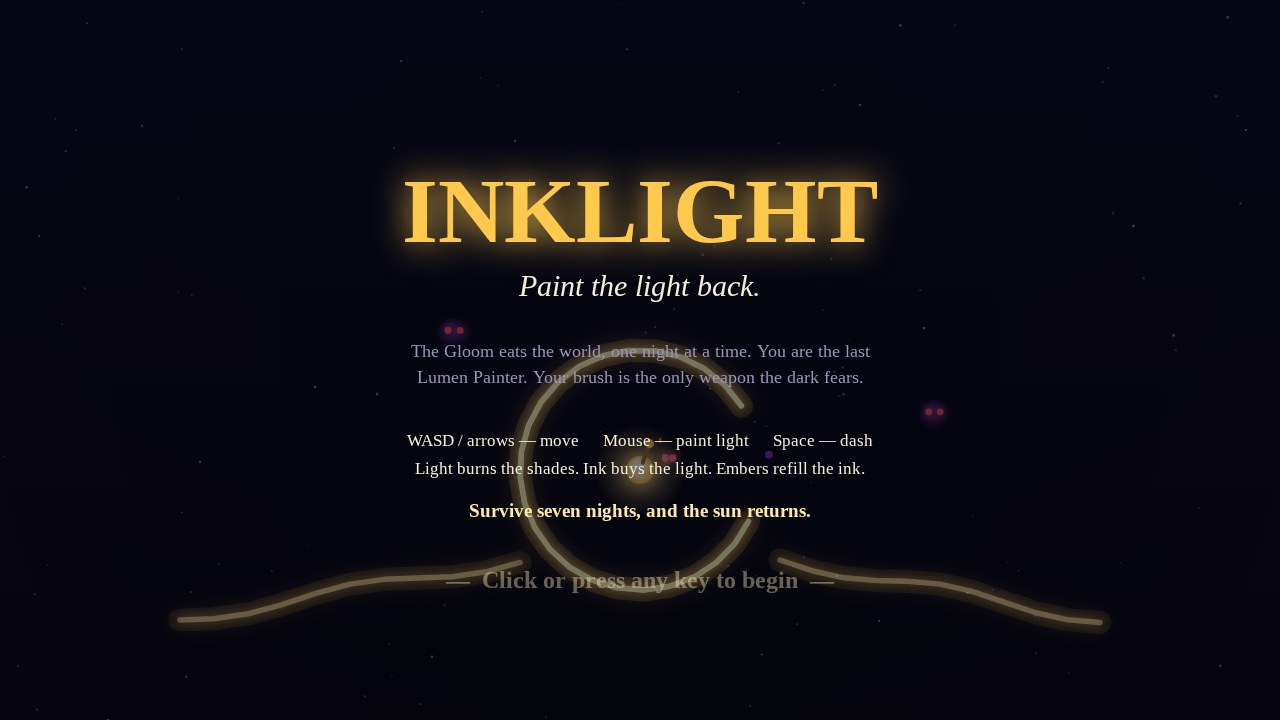 INKLIGHT
Paint the light back.
The Gloom eats the world, one night at a time. You are the last
Lumen Painter. Your brush is the only weapon the dark fears.
WASD / arrows — move Mouse — paint light Space — dash
Light burns the shades. Ink buys the light. Embers refill the ink.
Survive seven nights, and the sun returns.
— Click or press any key to begin —